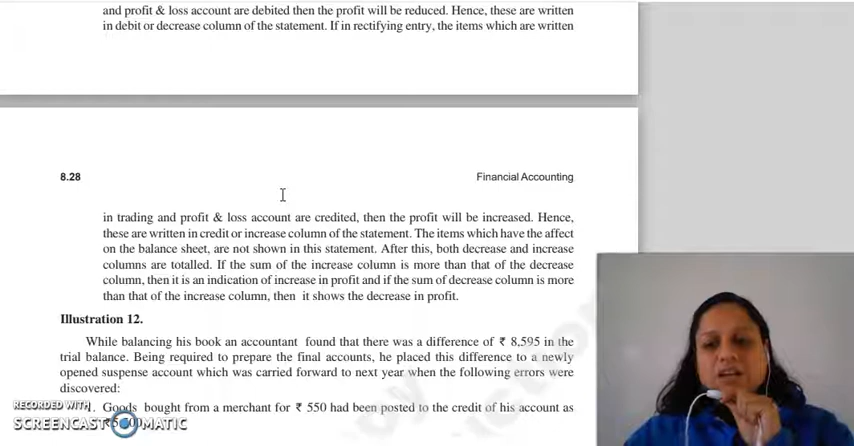 and profit & loss account are debited then the profit will be reduced. Hence, these are written
in debit or decrease column of the statement. If in rectifying entry, the items which are written
8.28
Financial Accounting
in trading and profit & loss account are credited, then the profit will be increased. Hence,
these are written in credit or increase column of the statement. The items which have the affect
on the balance sheet, are not shown in this statement. After this, both decrease and increase
columns are totalled. If the sum of the increase column is more than that of the decrease
column, then it is an indication of increase in profit and if the sum of decrease column is more
than that of the increase column, then it shows the decrease in profit.
Illustration 12.
While balancing his book an accountant found that there was a difference of ₹ 8,595 in the
trial balance. Being required to prepare the final accounts, he placed this difference to a newly
opened suspense account which was carried forward to next year when the following errors were
discovered:
1. Goods bought from a merchant for ₹ 550 had been posted to the credit of his account as
RECORDED WITH
SCREENCAST MATIC